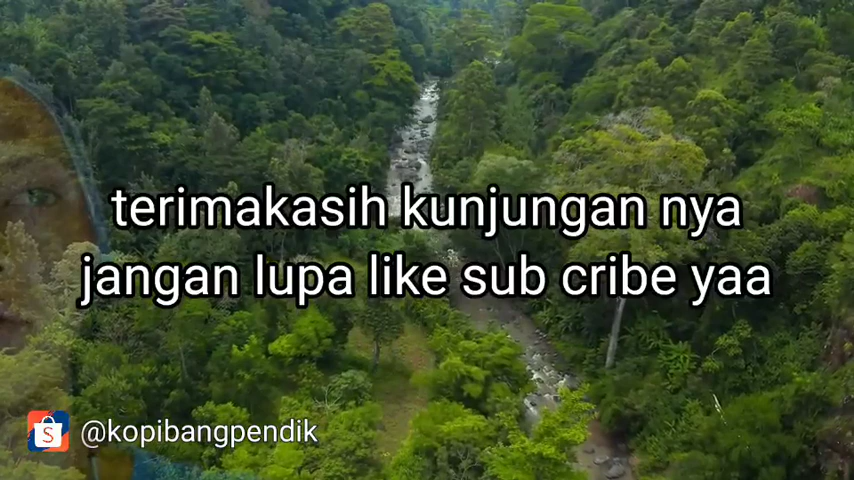 terimakasih kunjungan nya
jangan lupa like sub cribe yaa
@kopibangpendik